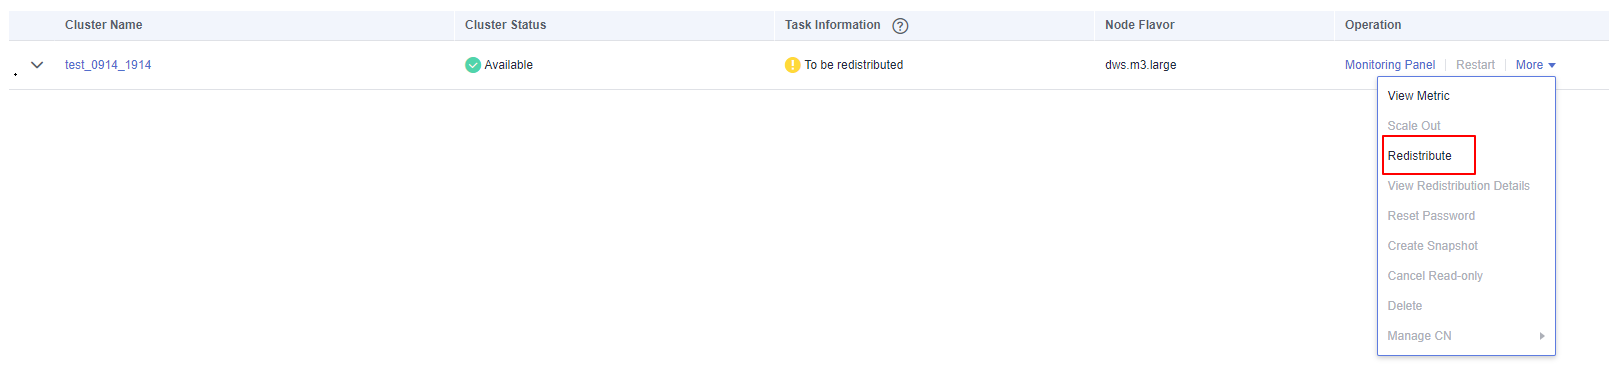 Cluster Name Cluster Status Task Information ? Node Flavor Operation
test_0914_1914 Available To be redistributed dws.m3.large Monitoring Panel Restart More
View Metric
Scale Out
Redistribute
View Redistribution Details
Reset Password
Create Snapshot
Cancel Read-only
Delete
Manage CN